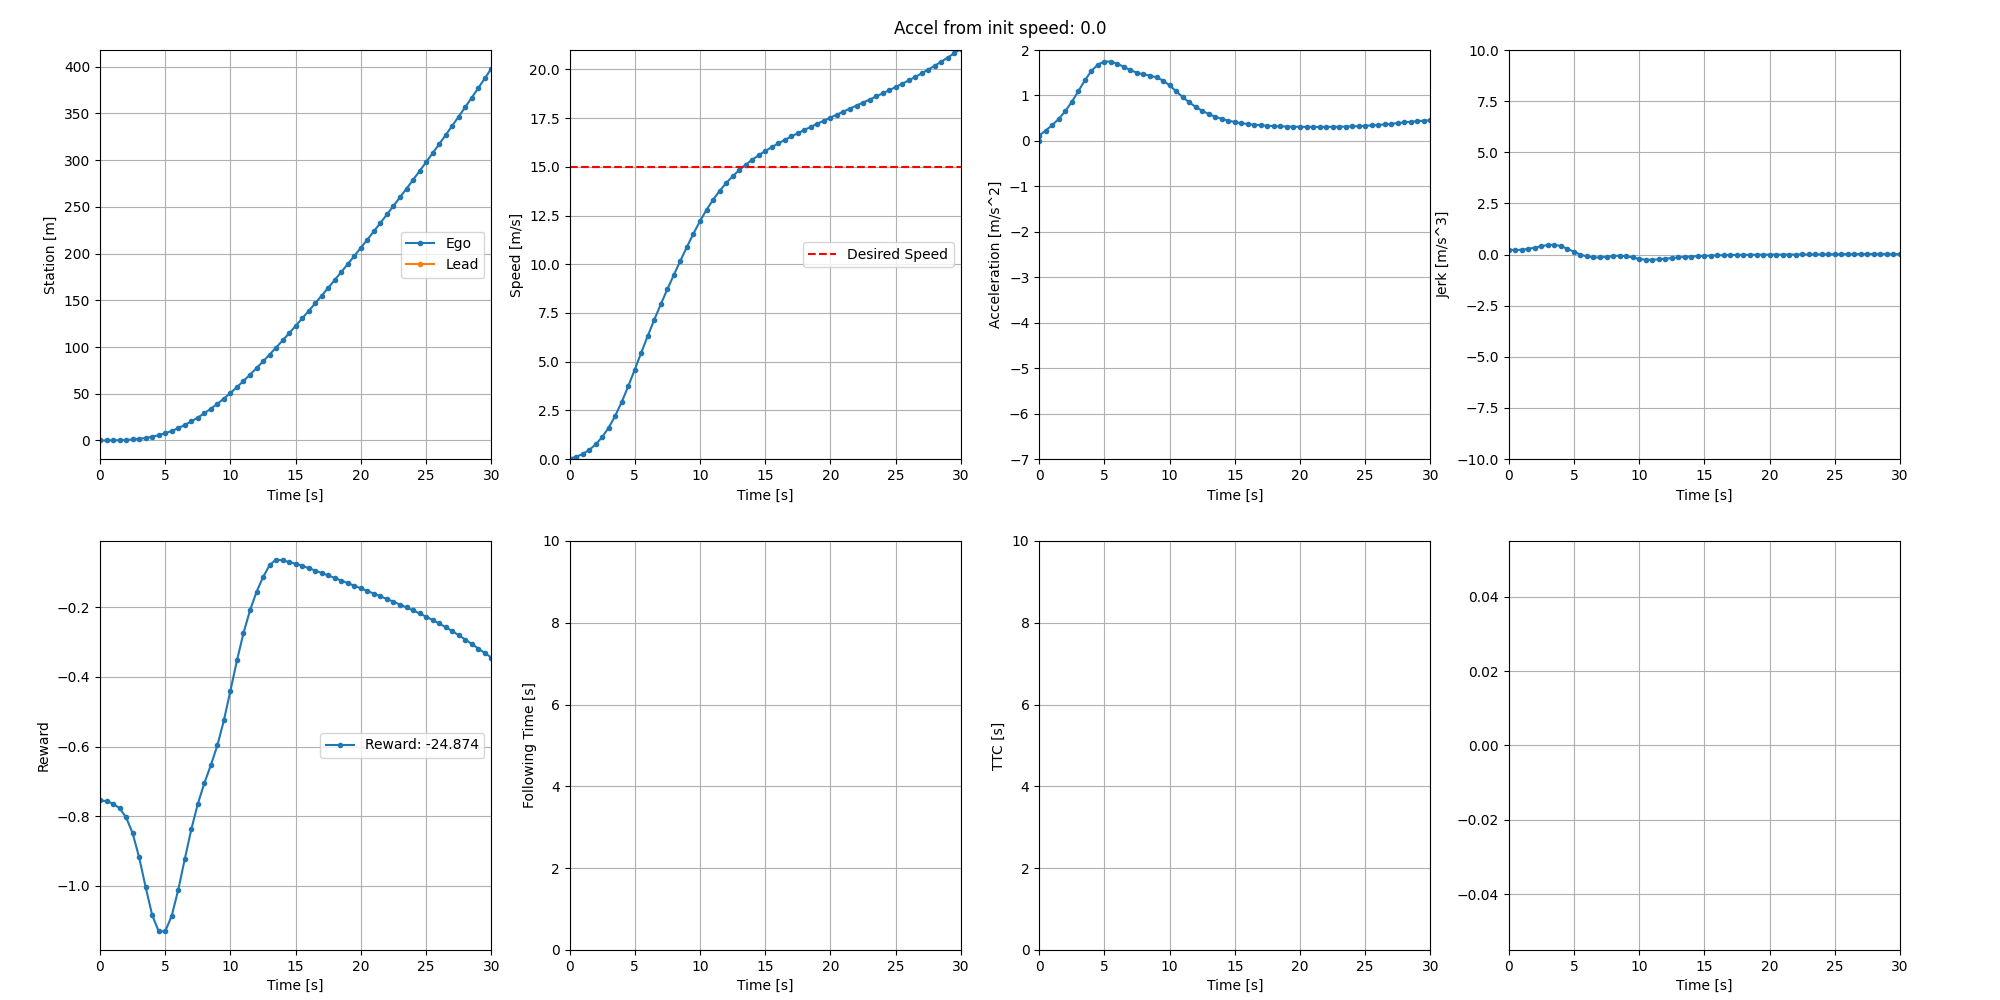 Accel from init speed: 0.0
400
350
300
250
200
150
100
50
0
Station [m]
Ego
Lead
0 5 10 15 20 25 30
Time [s]
20.0
17.5
15.0
12.5
10.0
7.5
5.0
2.5
0.0
Speed [m/s]
Desired Speed
0 5 10 15 20 25 30
Time [s]
2
1
0
−1
−2
−3
−4
−5
−6
−7
Acceleration [m/s^2]
0 5 10 15 20 25 30
Time [s]
10.0
7.5
5.0
2.5
0.0
−2.5
−5.0
−7.5
−10.0
Jerk [m/s^3]
0 5 10 15 20 25 30
Time [s]
−0.2
−0.4
−0.6
−0.8
−1.0
Reward
Reward: -24.874
0 5 10 15 20 25 30
Time [s]
10
8
6
4
2
0
Following Time [s]
0 5 10 15 20 25 30
Time [s]
10
8
6
4
2
0
TTC [s]
0 5 10 15 20 25 30
Time [s]
0.04
0.02
0.00
−0.02
−0.04
0 5 10 15 20 25 30
Time [s]